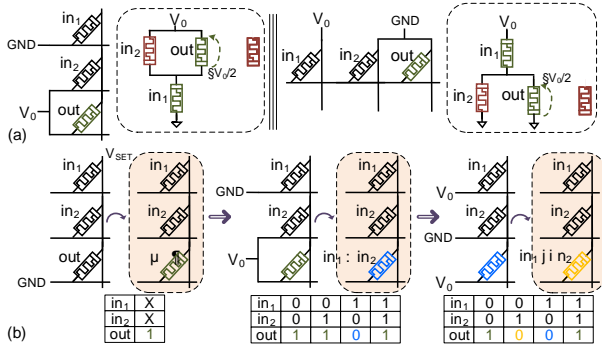 in1
GND
in2
V0
out
(a)
V0
in2
out
§V0/2
in1
V0
GND
in1
in2
out
V0
in1
in2
out
§V0/2
in1
in2
out
GND
VSET
in1
in2
µ ¶
in1
GND
in2
V0
in1
in2
in1 : in2
in1
V0
in2
GND
V0
in1
in2
in1 j i n2
(b)
in1 X
in2 X
out 1
in1 0 0 1 1
in2 0 1 0 1
out 1 1 0 1
in1 0 0 1 1
in2 0 1 0 1
out 1 0 0 1